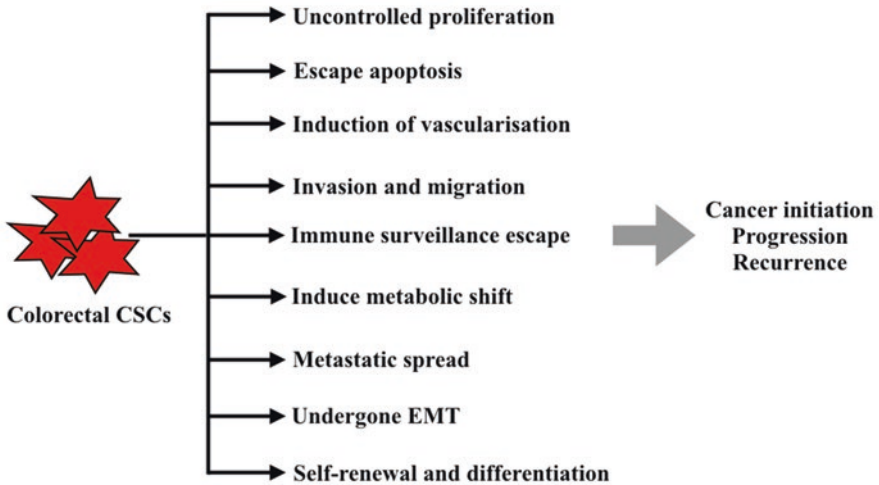 Uncontrolled proliferation
Escape apoptosis
Induction of vascularisation
Invasion and migration
Immune surveillance escape
Induce metabolic shift
Metastatic spread
Undergone EMT
Self-renewal and differentiation
Colorectal CSCs
Cancer initiation
Progression
Recurrence